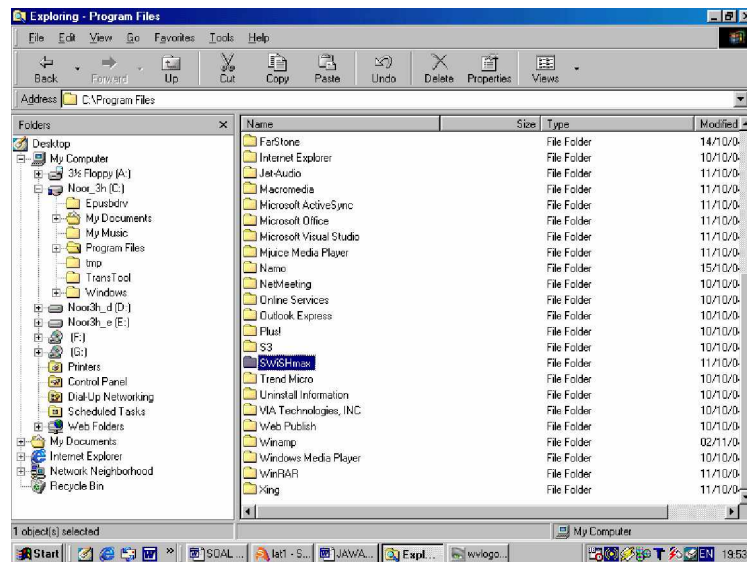 Exploring - Program Files
File Edit View Go Favorites Tools Help
Back Forward Up Cut Copy Paste Undo Delete Properties Views
Address C:\Program Files
Folders
Desktop
My Computer
3½ Floppy (A:)
Noor_3h (C:)
Epusbdrv
My Documents
My Music
Program Files
tmp
TransTool
Windows
Noor3h_d (D:)
Noor3h_e (E:)
(F:)
(G:)
Printers
Control Panel
Dial-Up Networking
Scheduled Tasks
Web Folders
My Documents
Internet Explorer
Network Neighborhood
Recycle Bin
Name Size Type Modified
FarStone File Folder 14/10/0
Internet Explorer File Folder 10/10/0
Jet-Audio File Folder 11/10/0
Macromedia File Folder 11/10/0
Microsoft ActiveSync File Folder 11/10/0
Microsoft Office File Folder 11/10/0
Microsoft Visual Studio File Folder 11/10/0
Mjuice Media Player File Folder 11/10/0
Namo File Folder 15/10/0
NetMeeting File Folder 10/10/0
Online Services File Folder 10/10/0
Outlook Express File Folder 10/10/0
Plus! File Folder 10/10/0
S3 File Folder 10/10/0
SWiSHmax File Folder 11/10/0
Trend Micro File Folder 10/10/0
Uninstall Information File Folder 10/10/0
VIA Technologies, INC File Folder 10/10/0
Web Publish File Folder 10/10/0
Winamp File Folder 02/11/0
Windows Media Player File Folder 10/10/0
WinRAR File Folder 11/10/0
Xing File Folder 11/10/0
1 object(s) selected My Computer
Start » SOAL ... lat1 - S... JAWA... Expl... wvlogo... EN 19:53